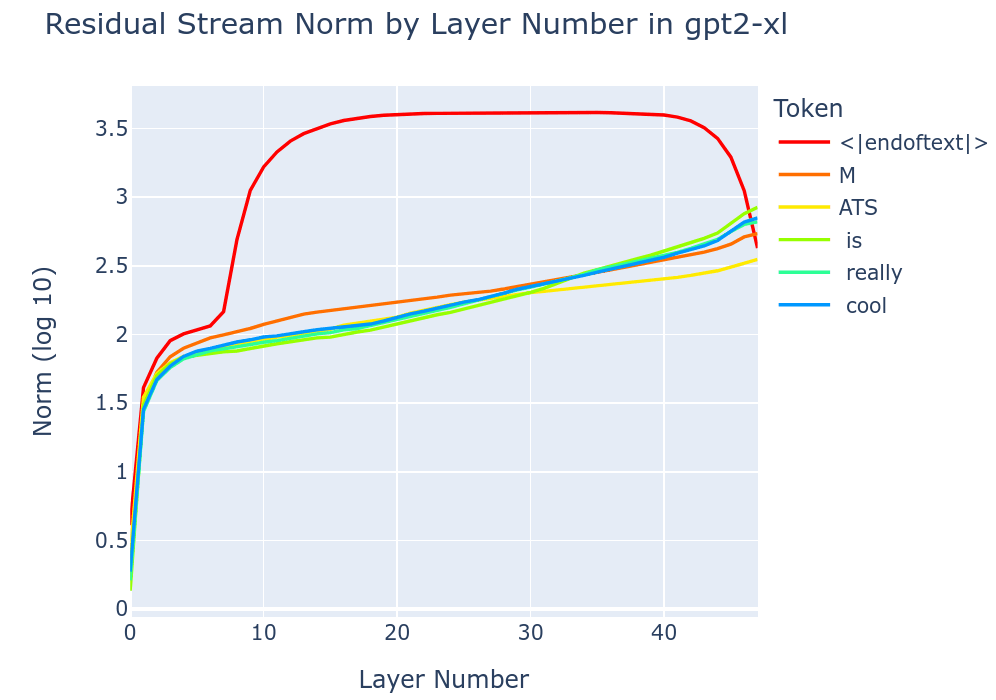 Residual Stream Norm by Layer Number in gpt2-xl
Norm (log 10)
3.5
3
2.5
2
1.5
1
0.5
0
0 10 20 30 40
Layer Number
Token
<|endoftext|>
M
ATS
is
really
cool